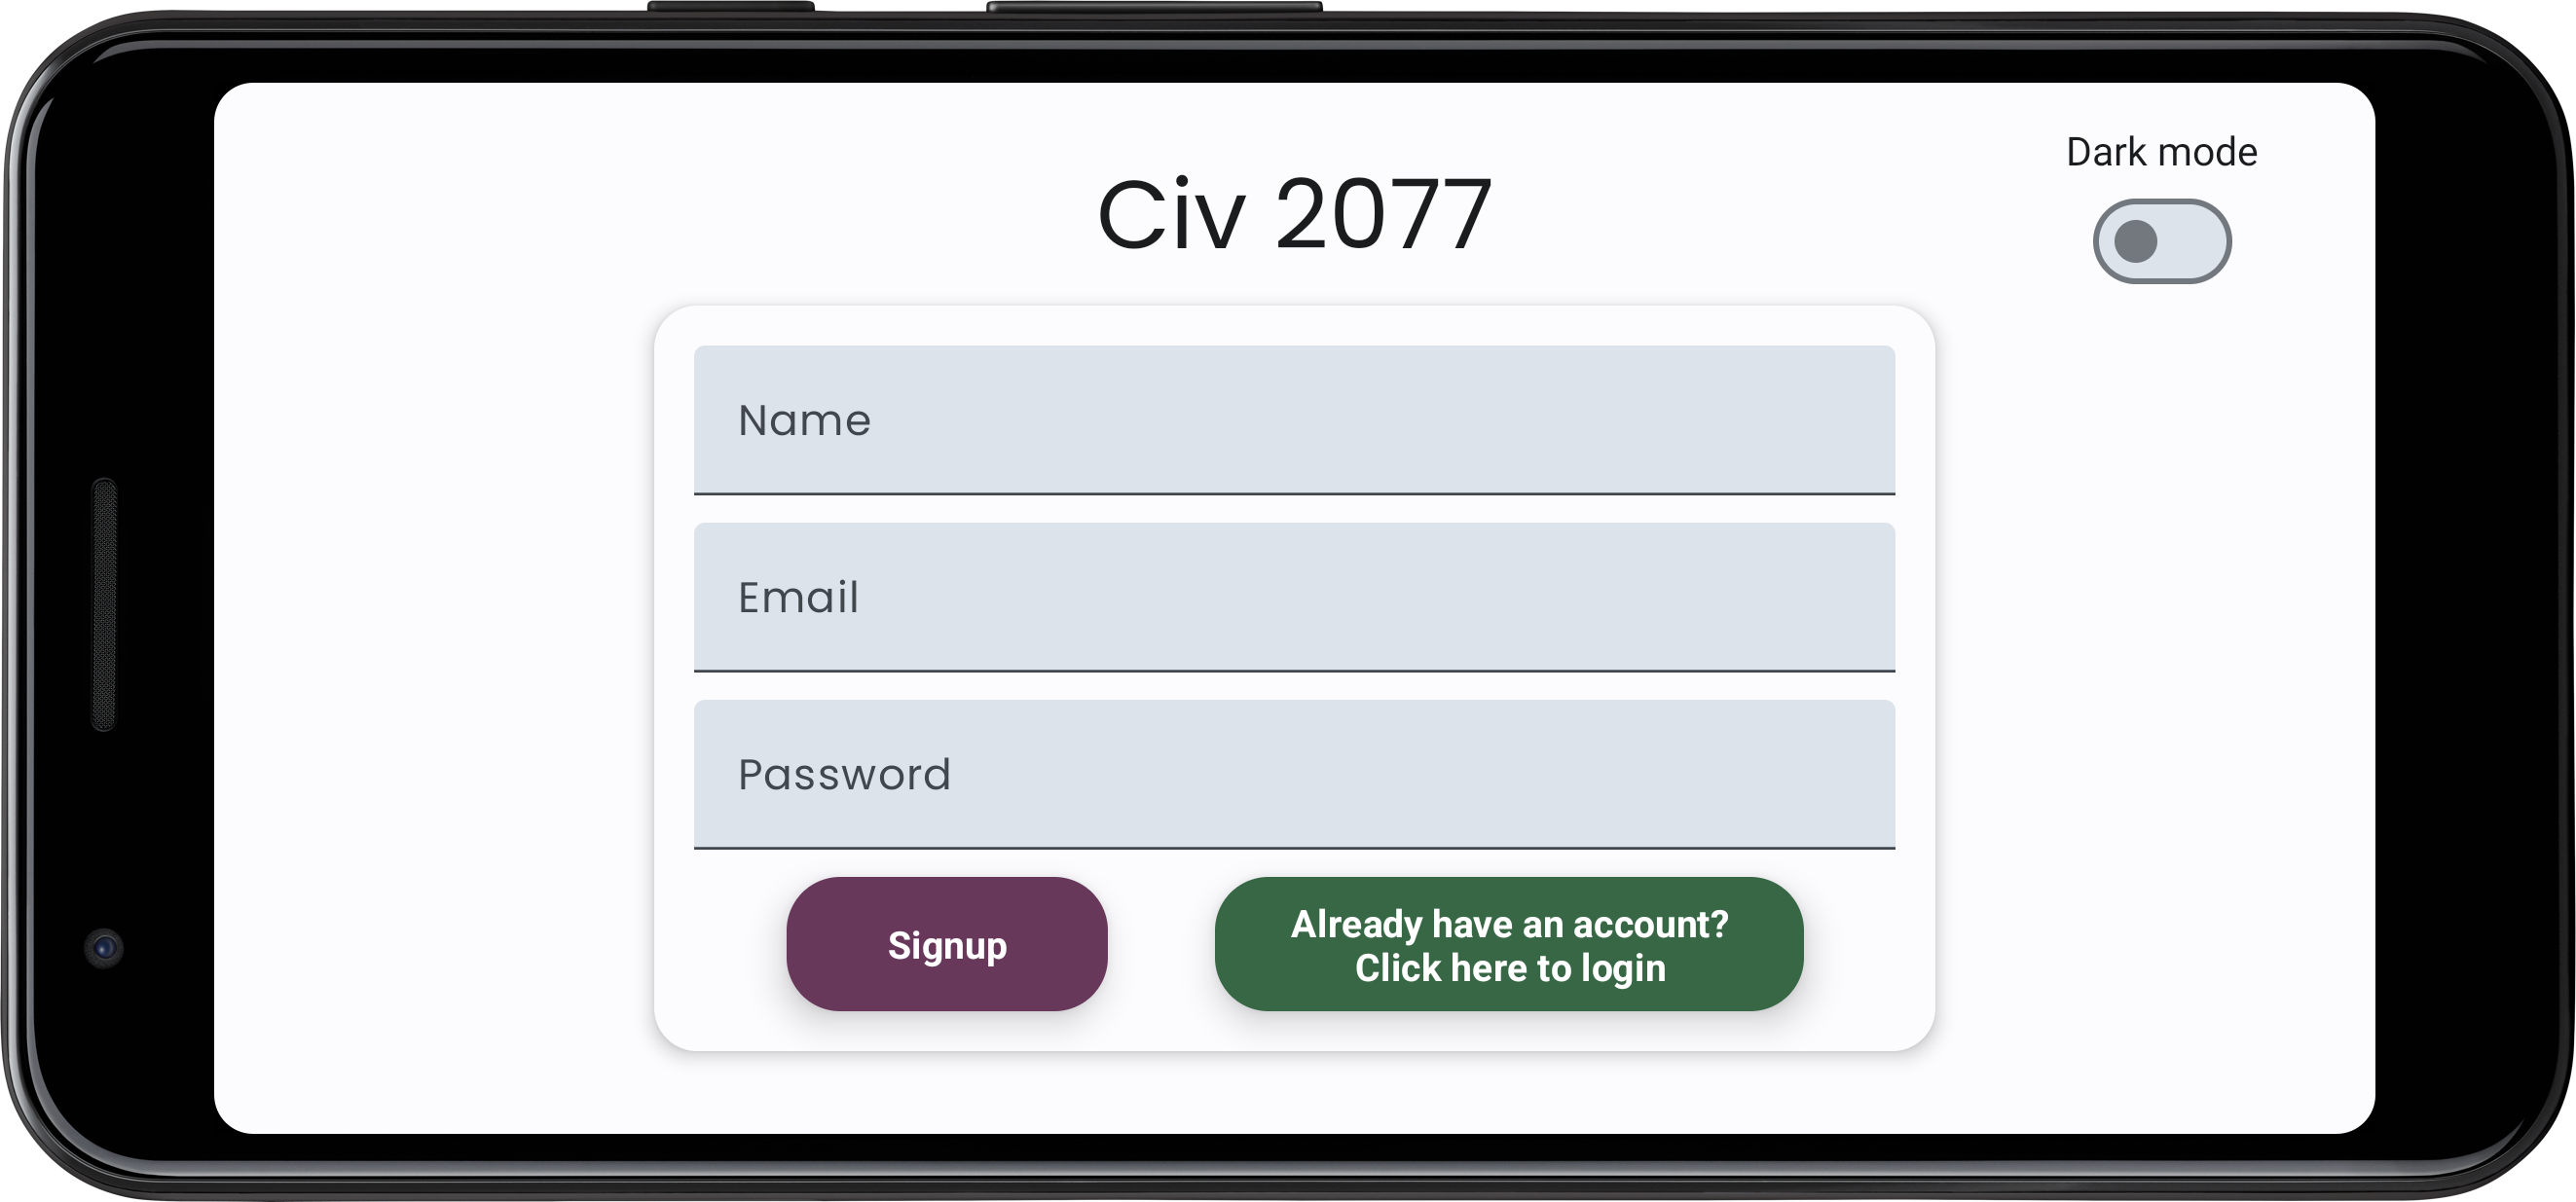 Dark mode
Civ 2077
Name
Email
Password
Signup
Already have an account?
Click here to login